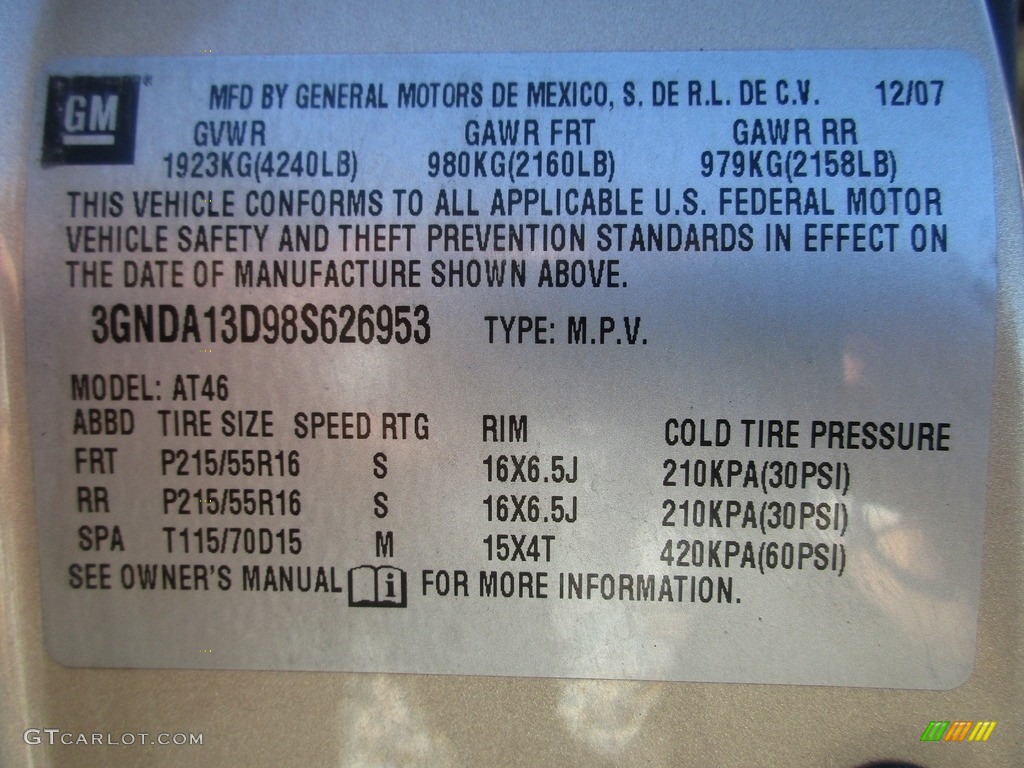 GM
MFD BY GENERAL MOTORS DE MEXICO, S. DE R.L. DE C.V. 12/07
GVWR GAWR FRT GAWR RR
1923KG(4240LB) 980KG(2160LB) 979KG(2158LB)
THIS VEHICLE CONFORMS TO ALL APPLICABLE U.S. FEDERAL MOTOR
VEHICLE SAFETY AND THEFT PREVENTION STANDARDS IN EFFECT ON
THE DATE OF MANUFACTURE SHOWN ABOVE.
3GNDA13D98S626953 TYPE: M.P.V.
MODEL: AT46
ABBD TIRE SIZE SPEED RTG RIM COLD TIRE PRESSURE
FRT P215/55R16 S 16X6.5J 210KPA(30PSI)
RR P215/55R16 S 16X6.5J 210KPA(30PSI)
SPA T115/70D15 M 15X4T 420KPA(60PSI)
SEE OWNER'S MANUAL i FOR MORE INFORMATION.
GTCARLOT.COM